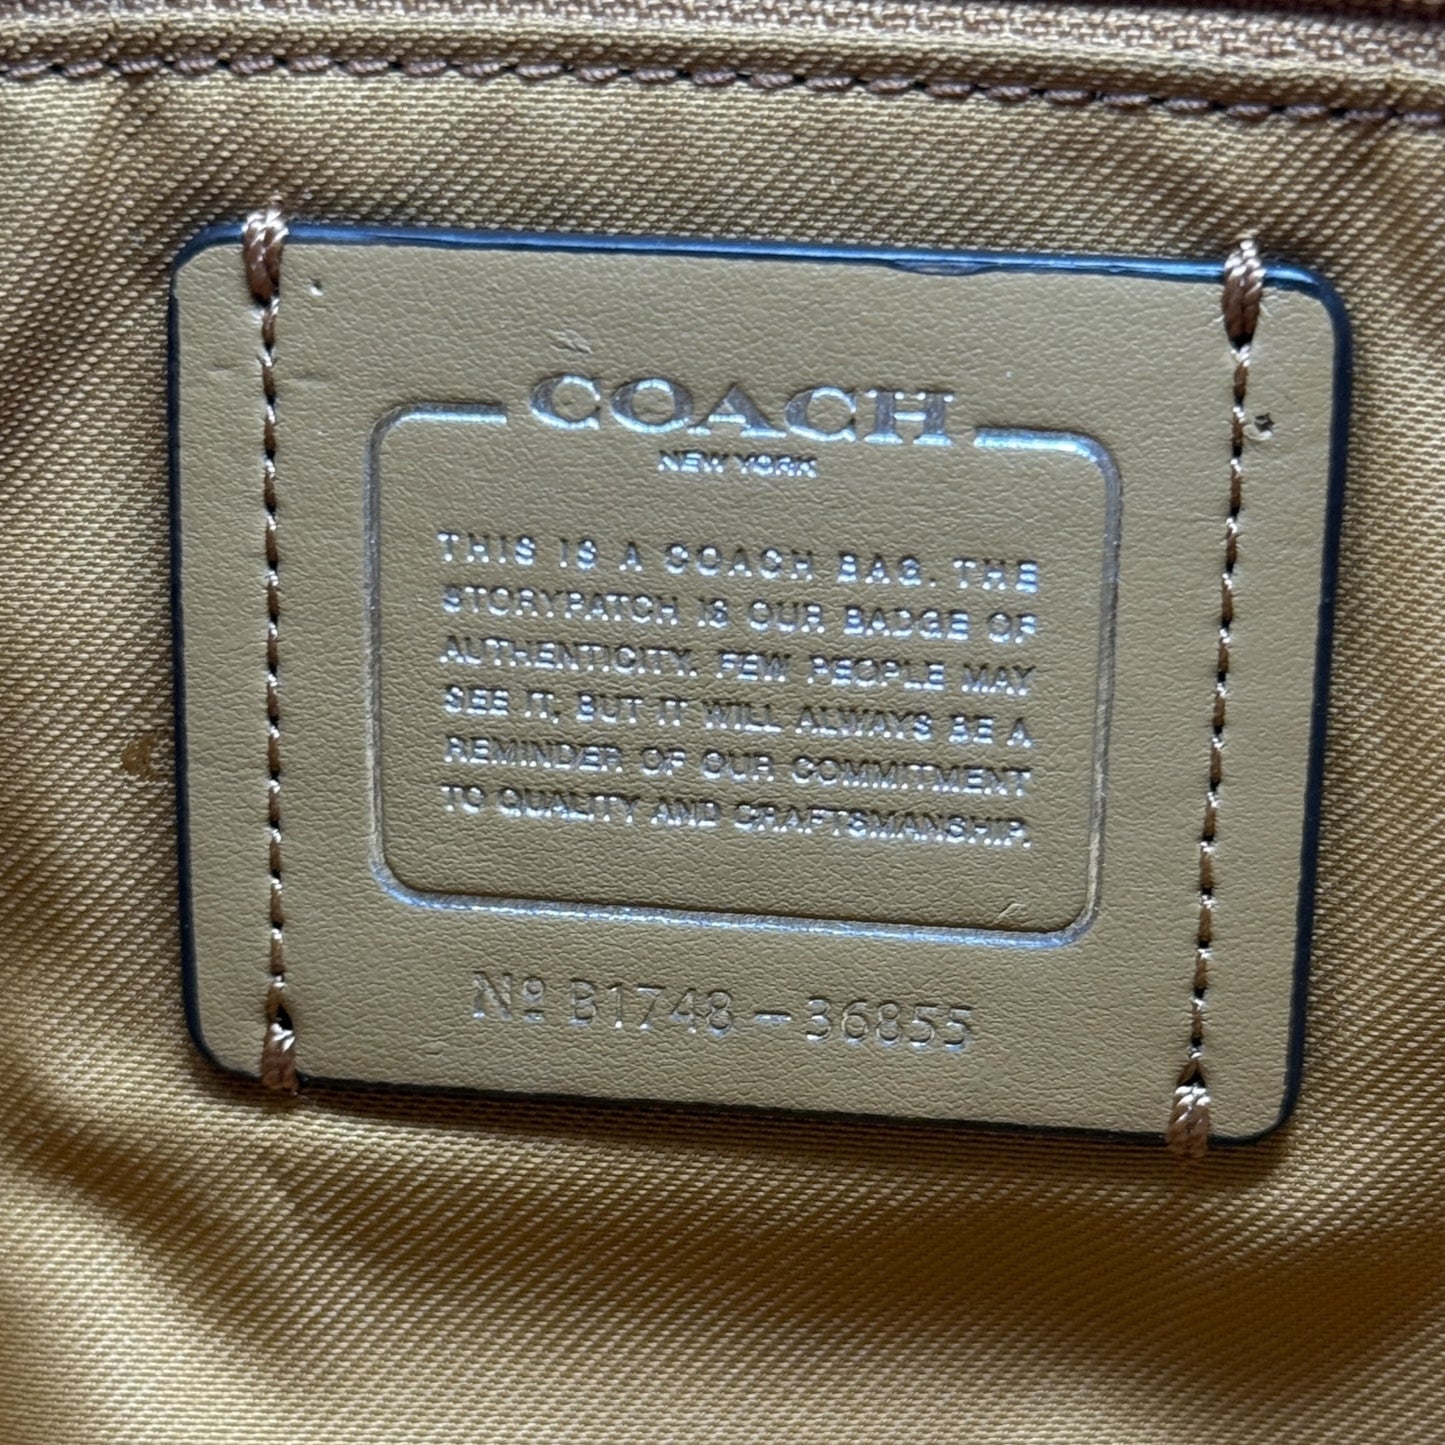 COACH
NEW YORK
THIS IS A COACH BAG. THE
STORYPATCH IS OUR BADGE OF
AUTHENTICITY. FEW PEOPLE MAY
SEE IT, BUT IT WILL ALWAYS BE A
REMINDER OF OUR COMMITMENT
TO QUALITY AND CRAFTSMANSHIP.
Nº B1748-36855